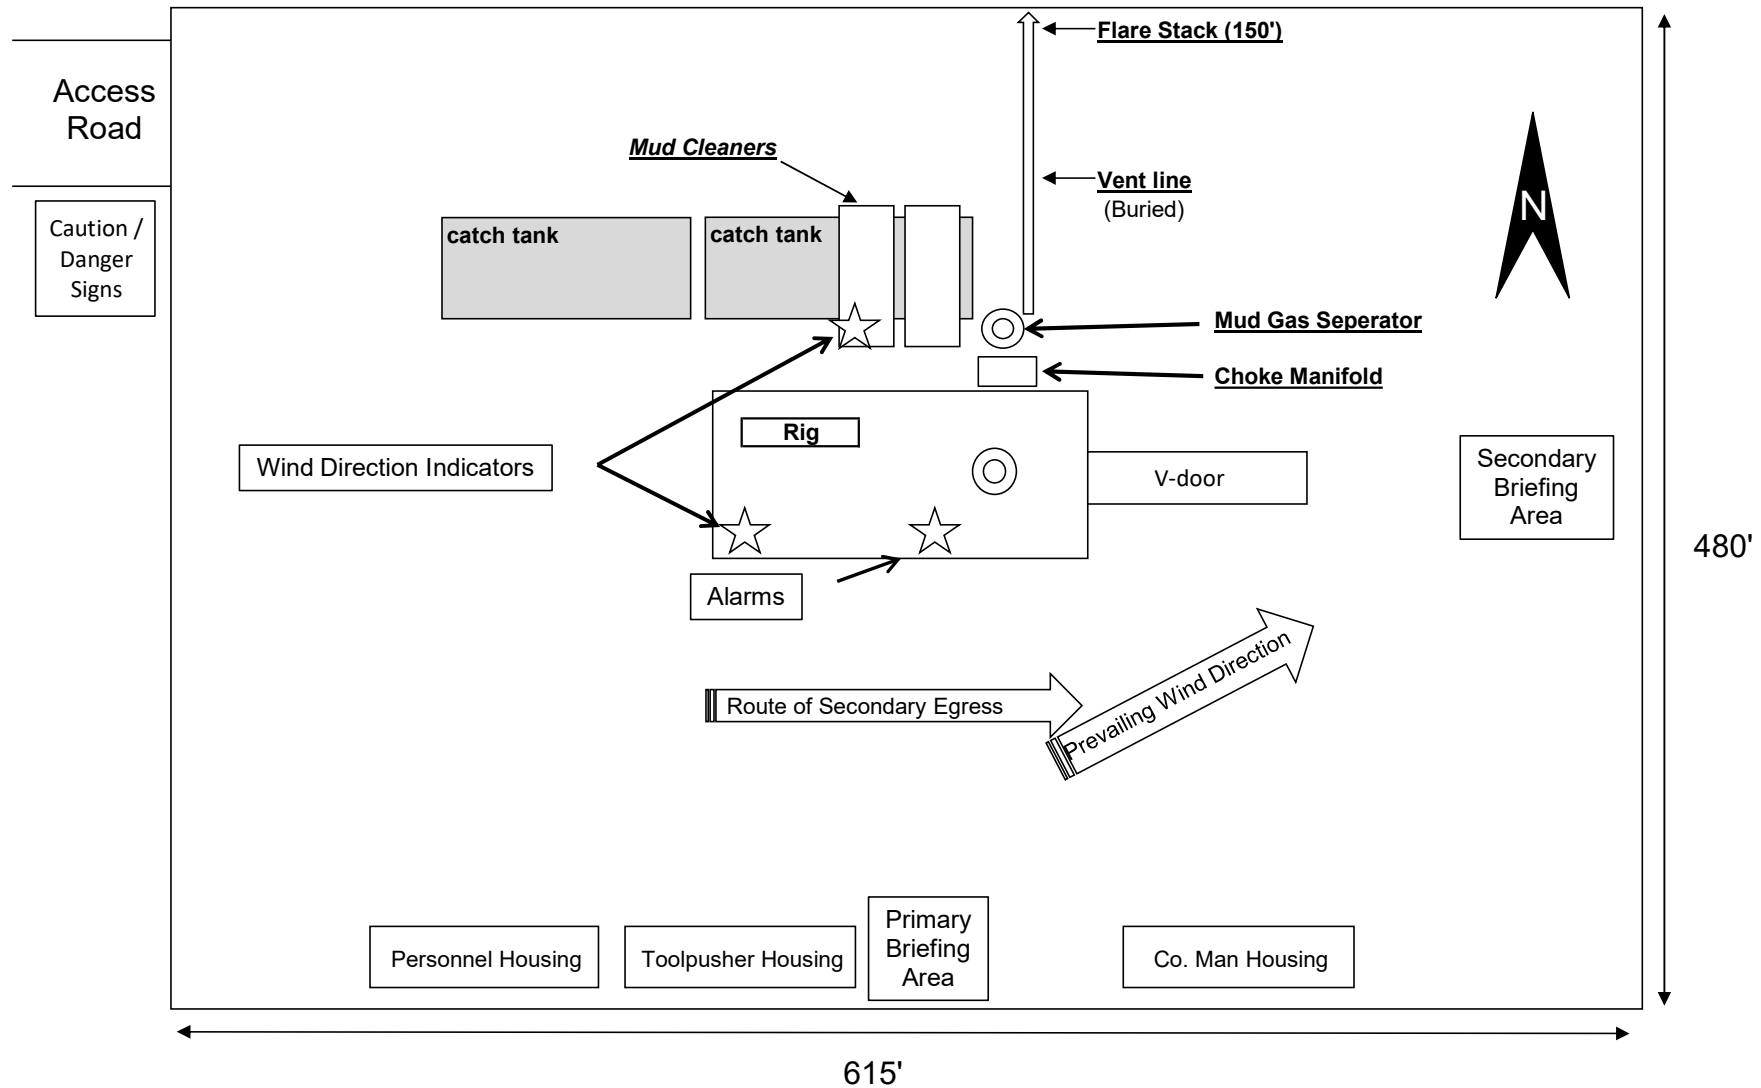 Flare Stack (150')
Access
Road
Mud Cleaners
Vent line
(Buried)
N
Caution /
Danger
Signs
catch tank
catch tank
Mud Gas Seperator
Choke Manifold
Rig
Wind Direction Indicators
V-door
Secondary
Briefing
Area
480'
Alarms
Prevailing Wind Direction
Route of Secondary Egress
Primary
Briefing
Area
Personnel Housing
Toolpusher Housing
Co. Man Housing
615'